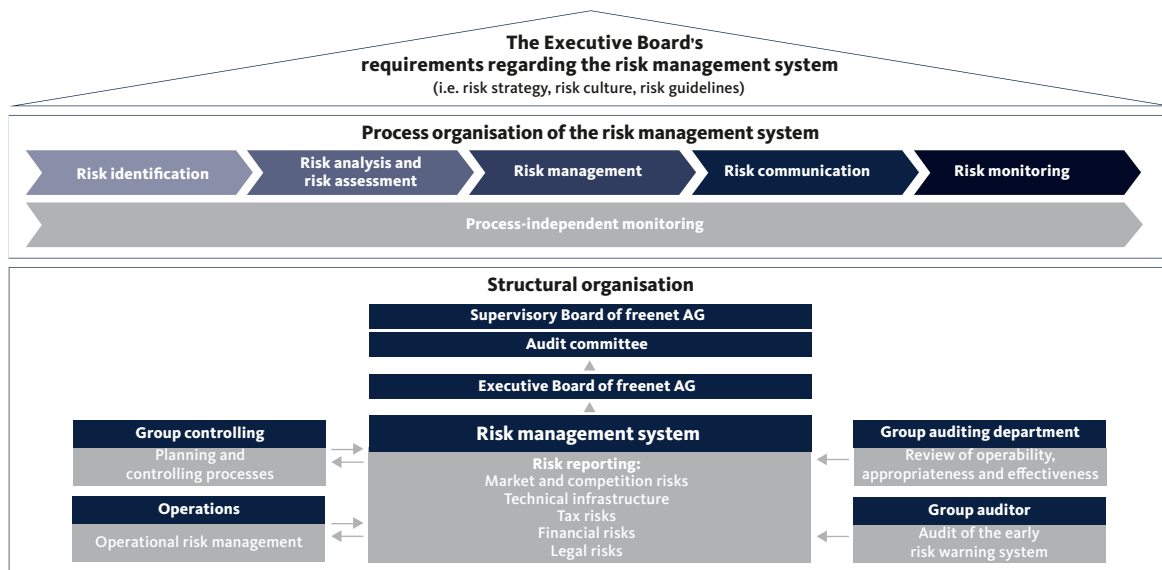 The Executive Board's
requirements regarding the risk management system
(i.e. risk strategy, risk culture, risk guidelines)
Process organisation of the risk management system
Risk identification
Risk analysis and
risk assessment
Risk management
Risk communication
Risk monitoring
Process-independent monitoring
Structural organisation
Supervisory Board of freenet AG
Audit committee
Executive Board of freenet AG
Group controlling
Planning and
controlling processes
Operations
Operational risk management
Risk management system
Risk reporting:
Market and competition risks
Technical infrastructure
Tax risks
Financial risks
Legal risks
Group auditing department
Review of operability,
appropriateness and effectiveness
Group auditor
Audit of the early
risk warning system